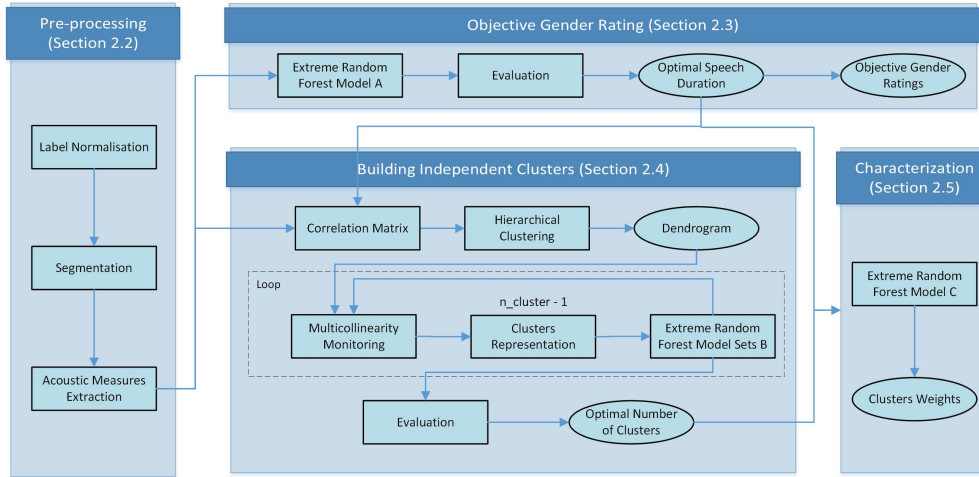 Pre-processing
(Section 2.2)
Label Normalisation
Segmentation
Acoustic Measures
Extraction
Objective Gender Rating (Section 2.3)
Extreme Random
Forest Model A
Evaluation
Optimal Speech
Duration
Objective Gender
Ratings
Building Independent Clusters (Section 2.4)
Correlation Matrix
Hierarchical
Clustering
Dendrogram
Loop
n_cluster - 1
Multicollinearity
Monitoring
Clusters
Representation
Extreme Random
Forest Model Sets B
Evaluation
Optimal Number
of Clusters
Characterization
(Section 2.5)
Extreme Random
Forest Model C
Clusters Weights